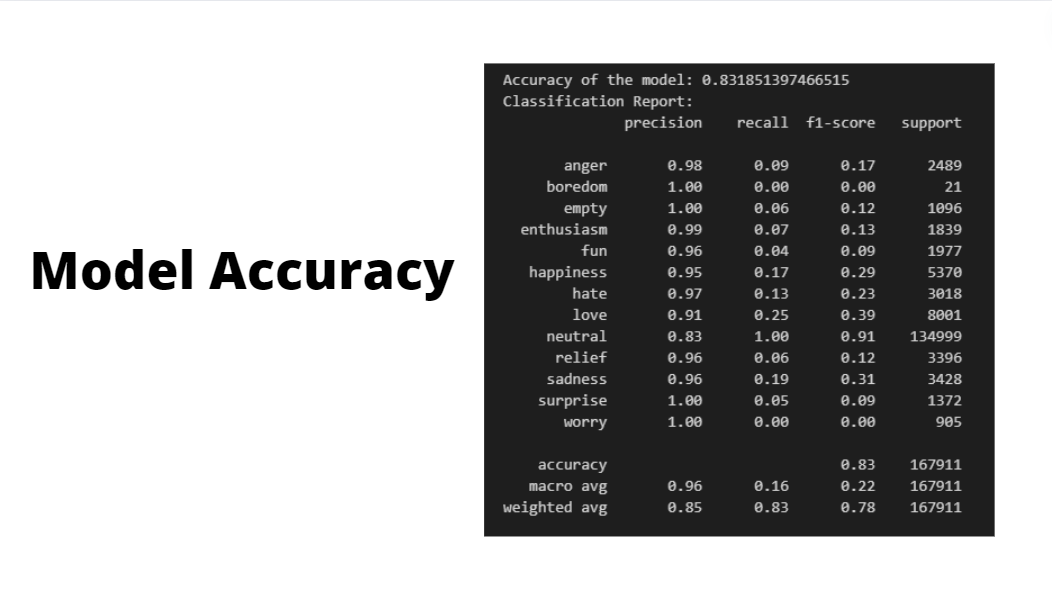 Model Accuracy
Accuracy of the model: 0.831851397466515
Classification Report:
precision recall f1-score support
anger 0.98 0.09 0.17 2489
boredom 1.00 0.00 0.00 21
empty 1.00 0.06 0.12 1096
enthusiasm 0.99 0.07 0.13 1839
fun 0.96 0.04 0.09 1977
happiness 0.95 0.17 0.29 5370
hate 0.97 0.13 0.23 3018
love 0.91 0.25 0.39 8001
neutral 0.83 1.00 0.91 134999
relief 0.96 0.06 0.12 3396
sadness 0.96 0.19 0.31 3428
surprise 1.00 0.05 0.09 1372
worry 1.00 0.00 0.00 905
accuracy 0.83 167911
macro avg 0.96 0.16 0.22 167911
weighted avg 0.85 0.83 0.78 167911